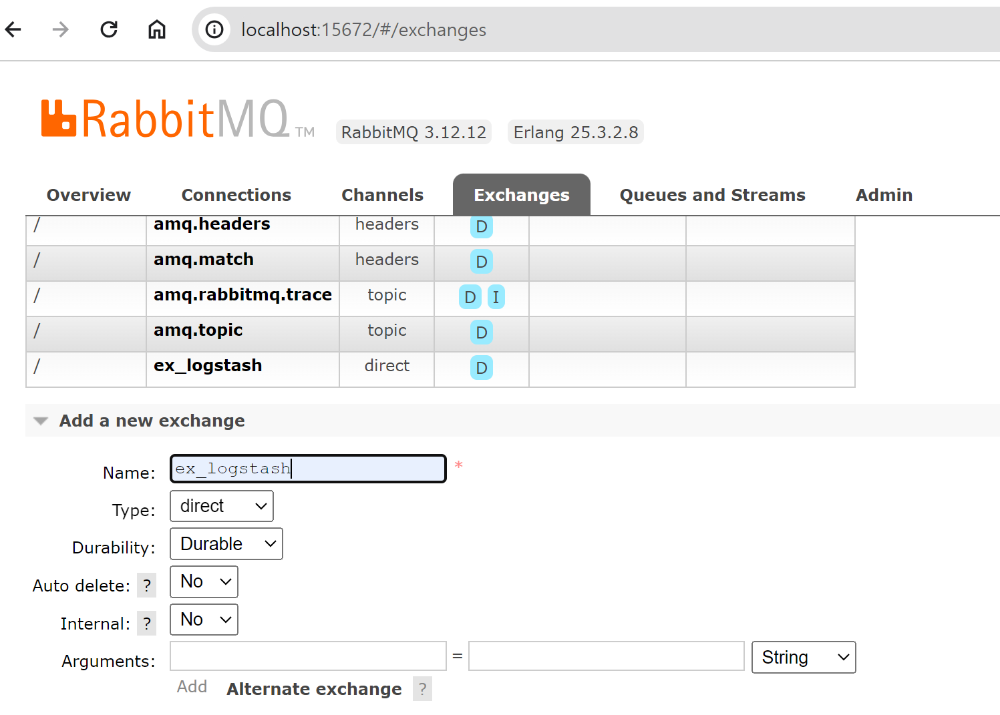 localhost:15672/#/exchanges
RabbitMQ TM RabbitMQ 3.12.12 Erlang 25.3.2.8
Overview Connections Channels Exchanges Queues and Streams Admin
/ amq.headers headers D
/ amq.match headers D
/ amq.rabbitmq.trace topic D I
/ amq.topic topic D
/ ex_logstash direct D
Add a new exchange
Name: ex_logstash *
Type: direct
Durability: Durable
Auto delete: ? No
Internal: ? No
Arguments: = String
Add Alternate exchange ?